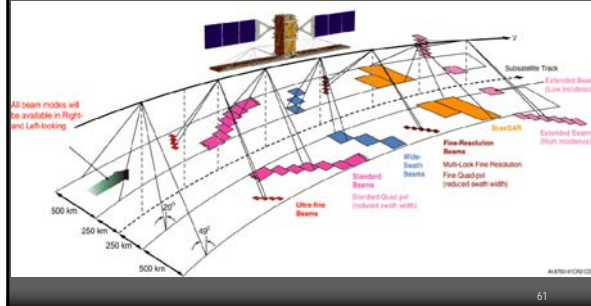 V
Subsatellite Track
Extended Beam
(Low Incidence)
All beam modes will
be available in Right-
and Left-looking
ScanSAR
Extended Beams
(High Incidence)
Fine-Resolution
Beams
Multi-Look Fine Resolution
Fine Quad-pol
(reduced swath width)
Wide-
Swath
Beams
Standard
Beams
Standard Quad-pol
(reduced swath width)
Ultra-fine
Beams
500 km
250 km
250 km
500 km
20°
49°
61